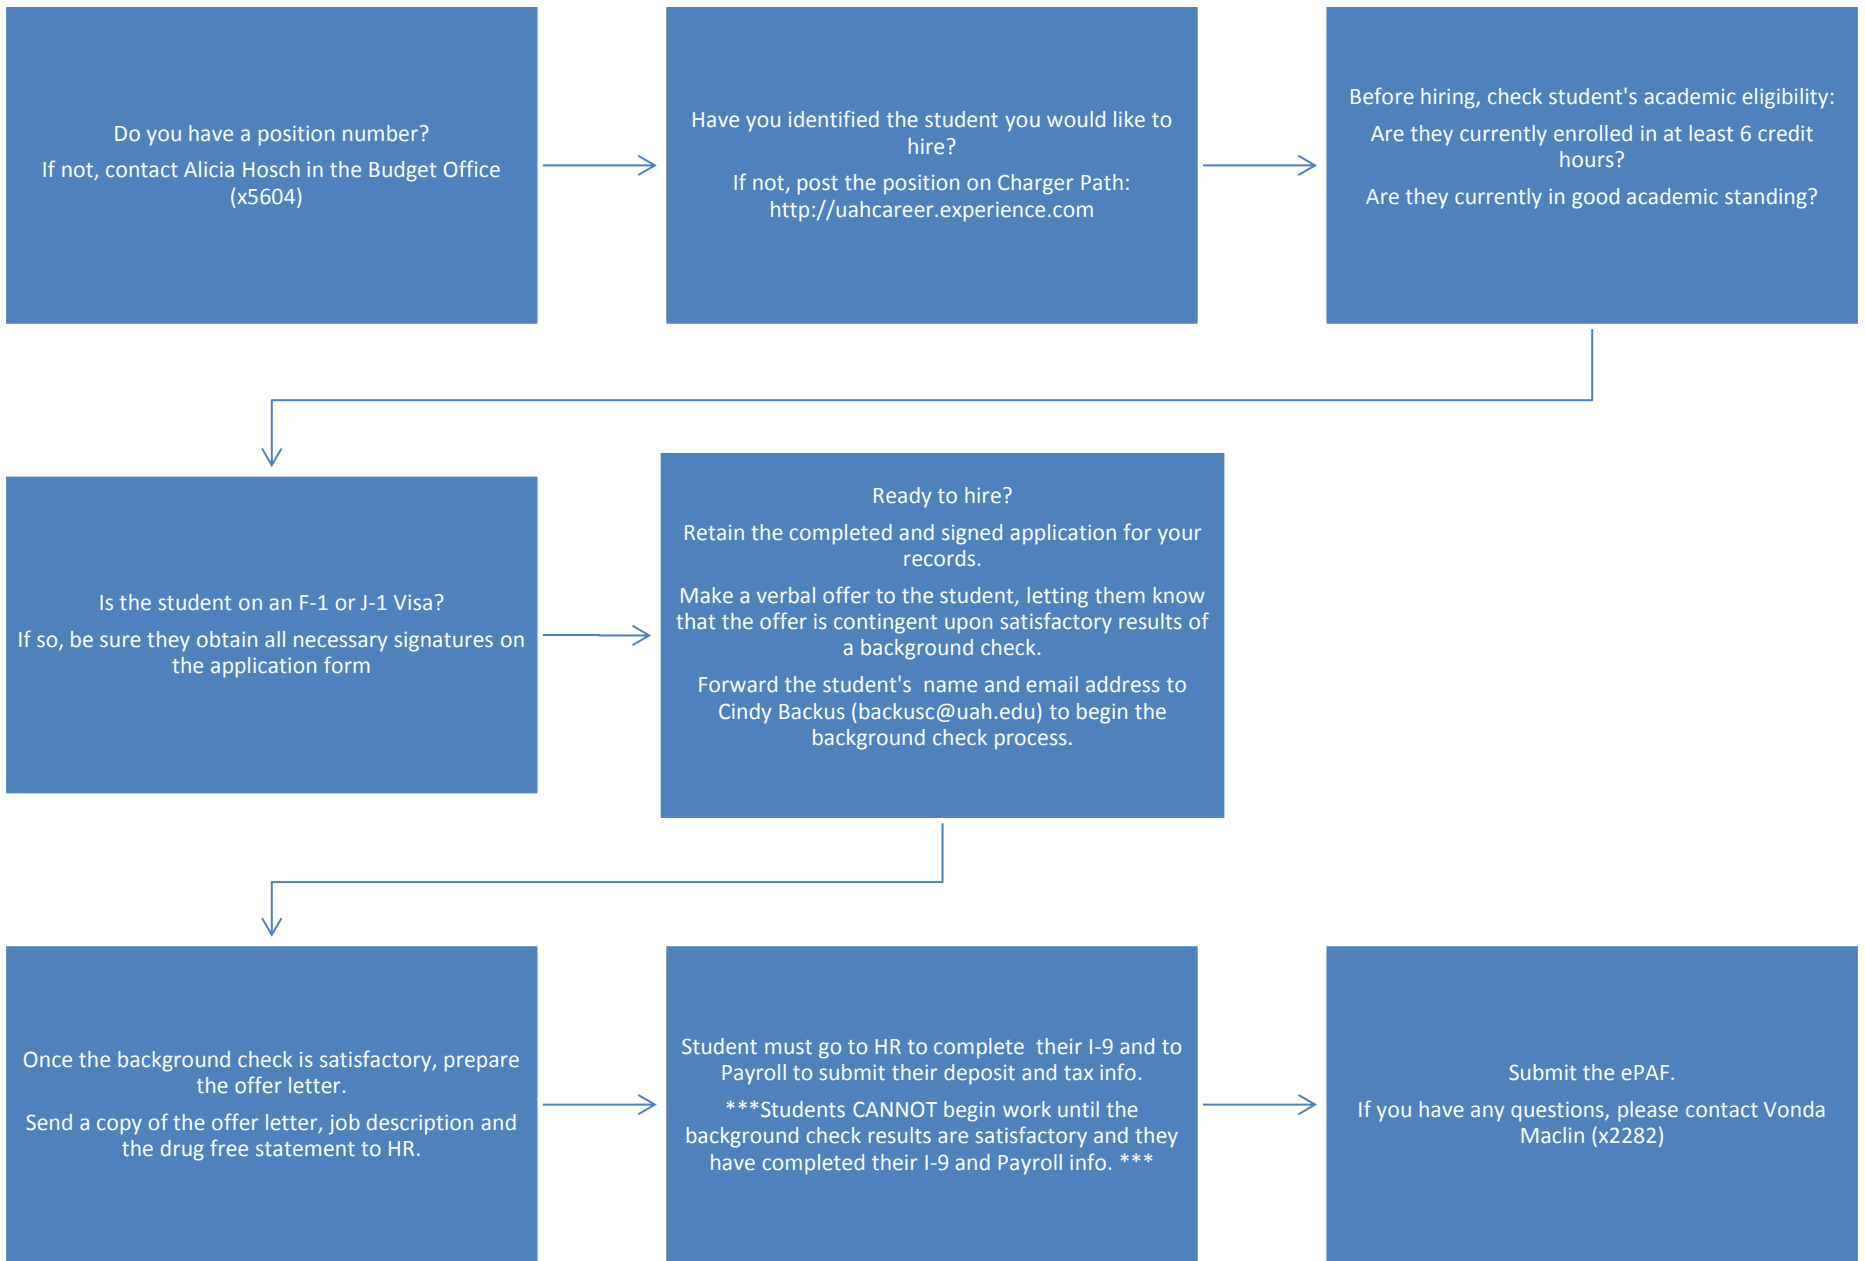 Do you have a position number?
If not, contact Alicia Hosch in the Budget Office
(x5604)
Have you identified the student you would like to
hire?
If not, post the position on Charger Path:
http://uahcareer.experience.com
Before hiring, check student's academic eligibility:
Are they currently enrolled in at least 6 credit
hours?
Are they currently in good academic standing?
Is the student on an F-1 or J-1 Visa?
If so, be sure they obtain all necessary signatures on
the application form
Ready to hire?
Retain the completed and signed application for your
records.
Make a verbal offer to the student, letting them know
that the offer is contingent upon satisfactory results of
a background check.
Forward the student's  name and email address to
Cindy Backus (backusc@uah.edu) to begin the
background check process.
Once the background check is satisfactory, prepare
the offer letter.
Send a copy of the offer letter, job description and
the drug free statement to HR.
Student must go to HR to complete  their I-9 and to
Payroll to submit their deposit and tax info.
***Students CANNOT begin work until the
background check results are satisfactory and they
have completed their I-9 and Payroll info. ***
Submit the ePAF.
If you have any questions, please contact Vonda
Maclin (x2282)